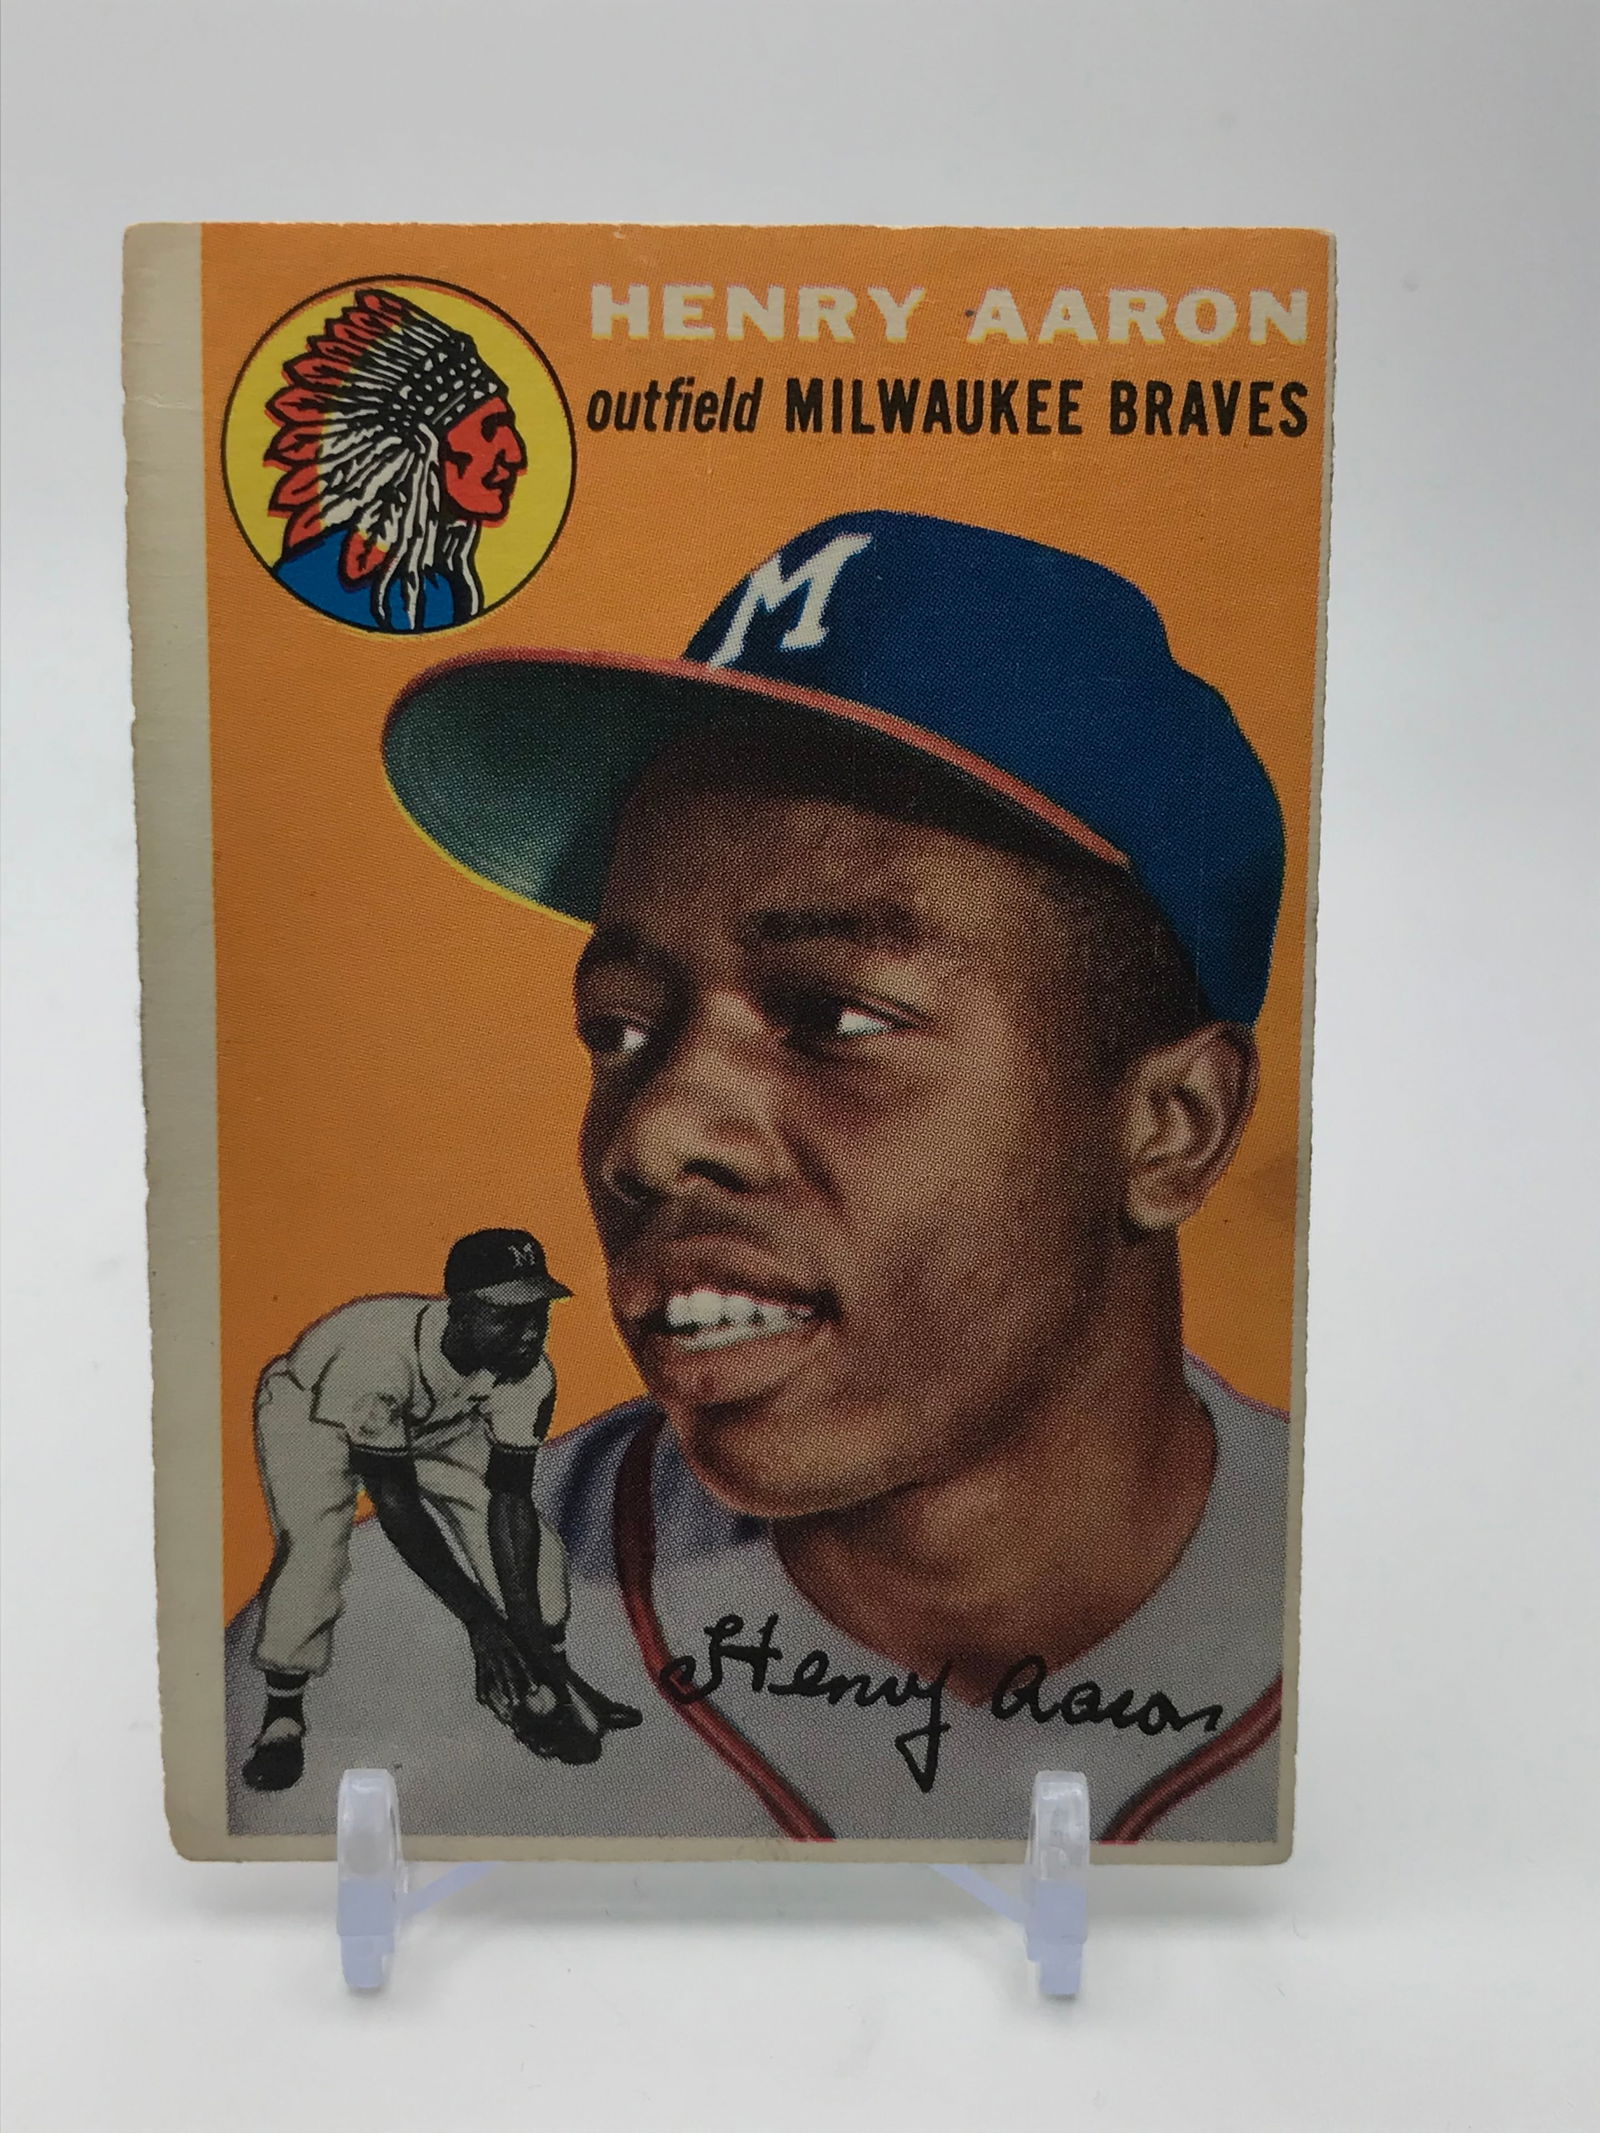 HENRY AARON
outfield MILWAUKEE BRAVES
M
M
Henry Aaron